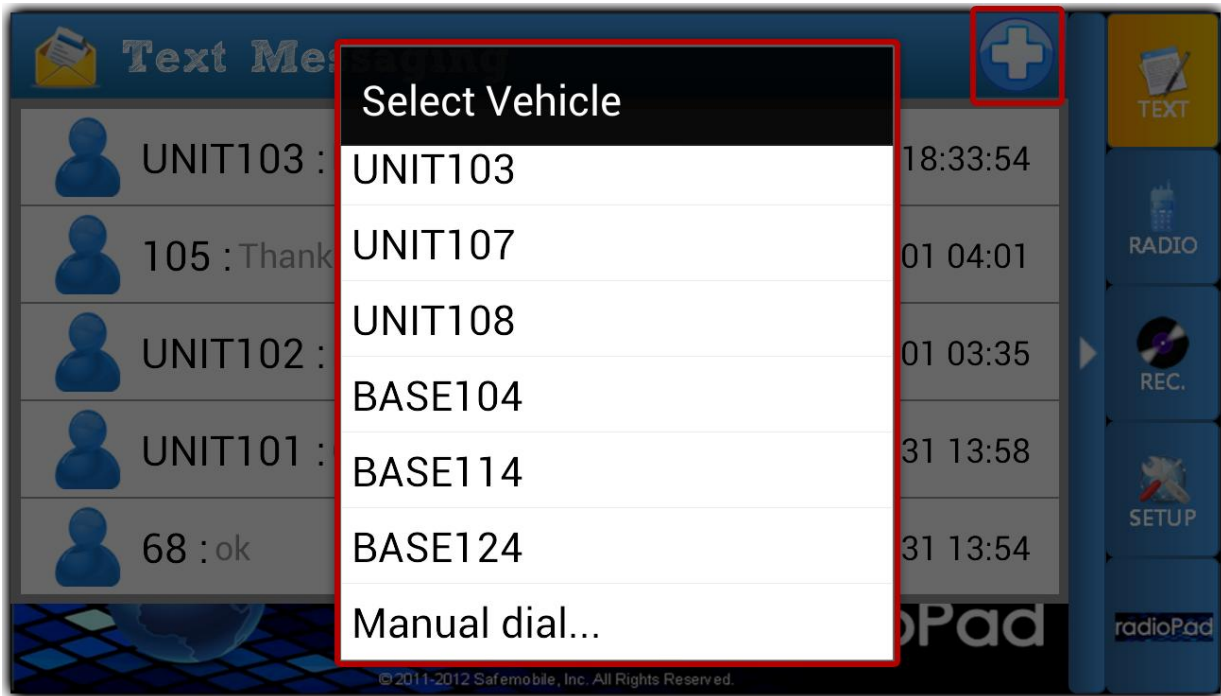 Text Messaging
Select Vehicle
UNIT103 :
18:33:54
105 : Thank
01 04:01
UNIT102 :
01 03:35
UNIT101 :
31 13:58
68 : ok
31 13:54
UNIT103
UNIT107
UNIT108
BASE104
BASE114
BASE124
Manual dial...
oPad
©2011-2012 Safemobile, Inc. All Rights Reserved.
TEXT
RADIO
REC.
SETUP
radioPad